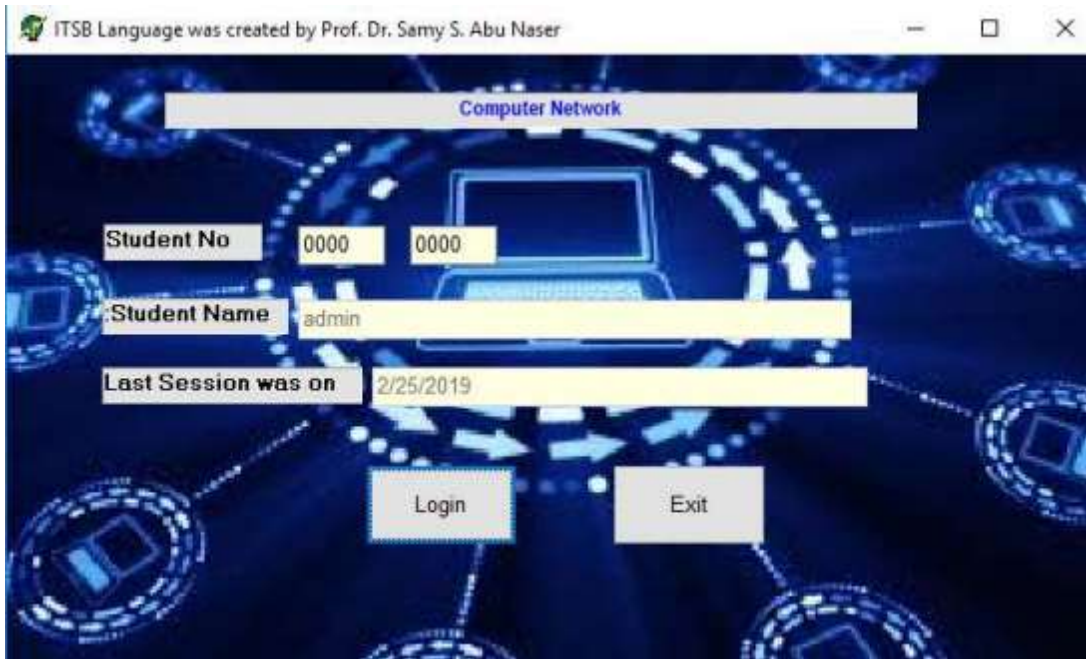 ITSB Language was created by Prof. Dr. Samy S. Abu Naser
Computer Network
Student No 0000 0000
:Student Name admin
Last Session was on 2/25/2019
Login Exit